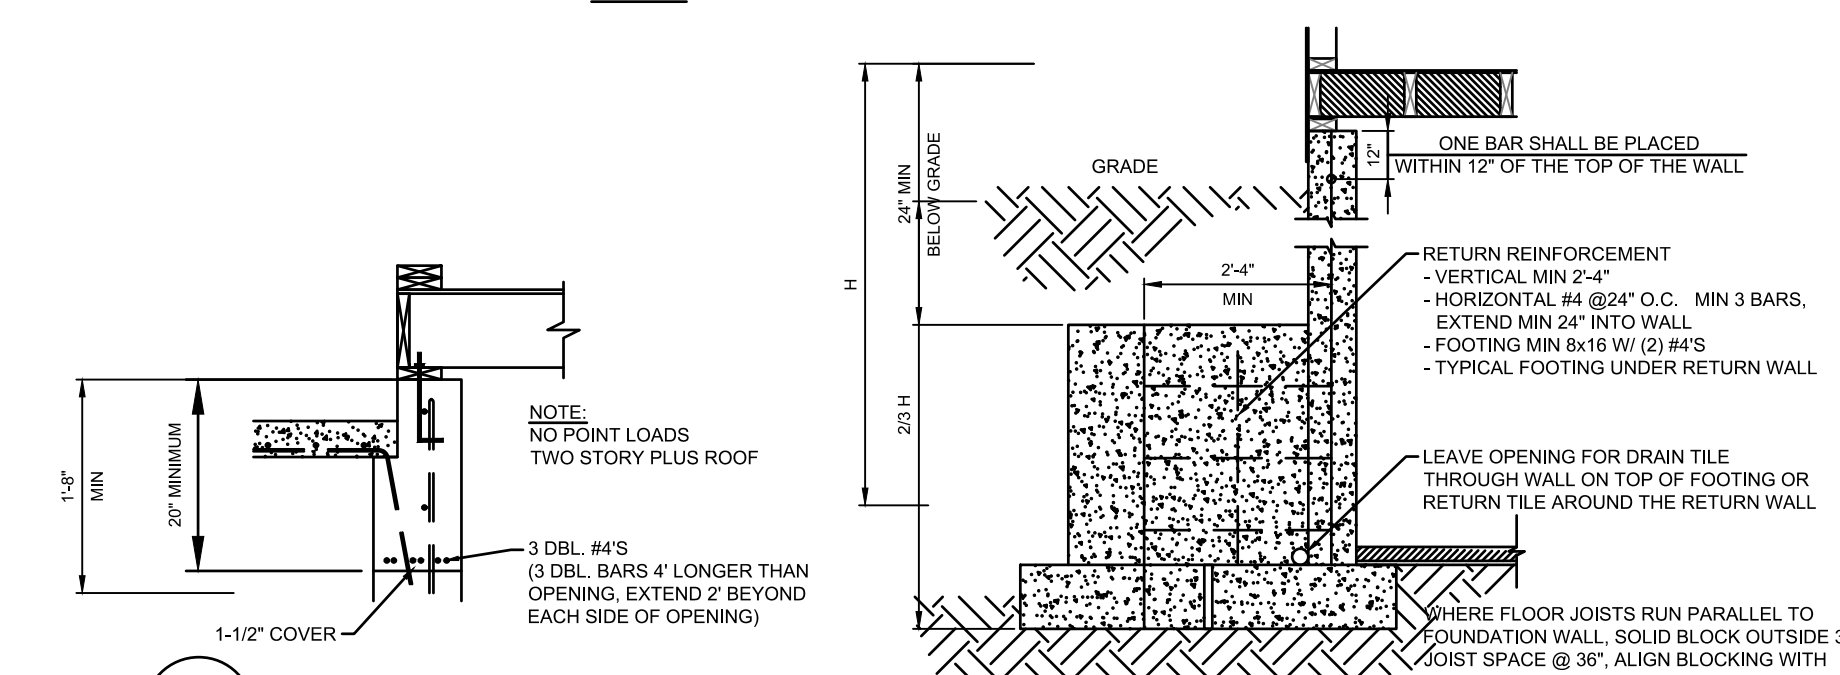 1'-8"
MIN
20" MINIMUM
NOTE:
NO POINT LOADS
TWO STORY PLUS ROOF
3 DBL. #4'S
(3 DBL. BARS 4' LONGER THAN
OPENING, EXTEND 2' BEYOND
EACH SIDE OF OPENING)
1-1/2" COVER
H
24" MIN
BELOW GRADE
2/3 H
GRADE
2'-4"
MIN
12"
ONE BAR SHALL BE PLACED
WITHIN 12" OF THE TOP OF THE WALL
RETURN REINFORCEMENT
- VERTICAL MIN 2'-4"
- HORIZONTAL #4 @24" O.C. MIN 3 BARS,
EXTEND MIN 24" INTO WALL
- FOOTING MIN 8x16 W/ (2) #4'S
- TYPICAL FOOTING UNDER RETURN WALL
LEAVE OPENING FOR DRAIN TILE
THROUGH WALL ON TOP OF FOOTING OR
RETURN TILE AROUND THE RETURN WALL
WHERE FLOOR JOISTS RUN PARALLEL TO
FOUNDATION WALL, SOLID BLOCK OUTSIDE 3
JOIST SPACE @ 36", ALIGN BLOCKING WITH